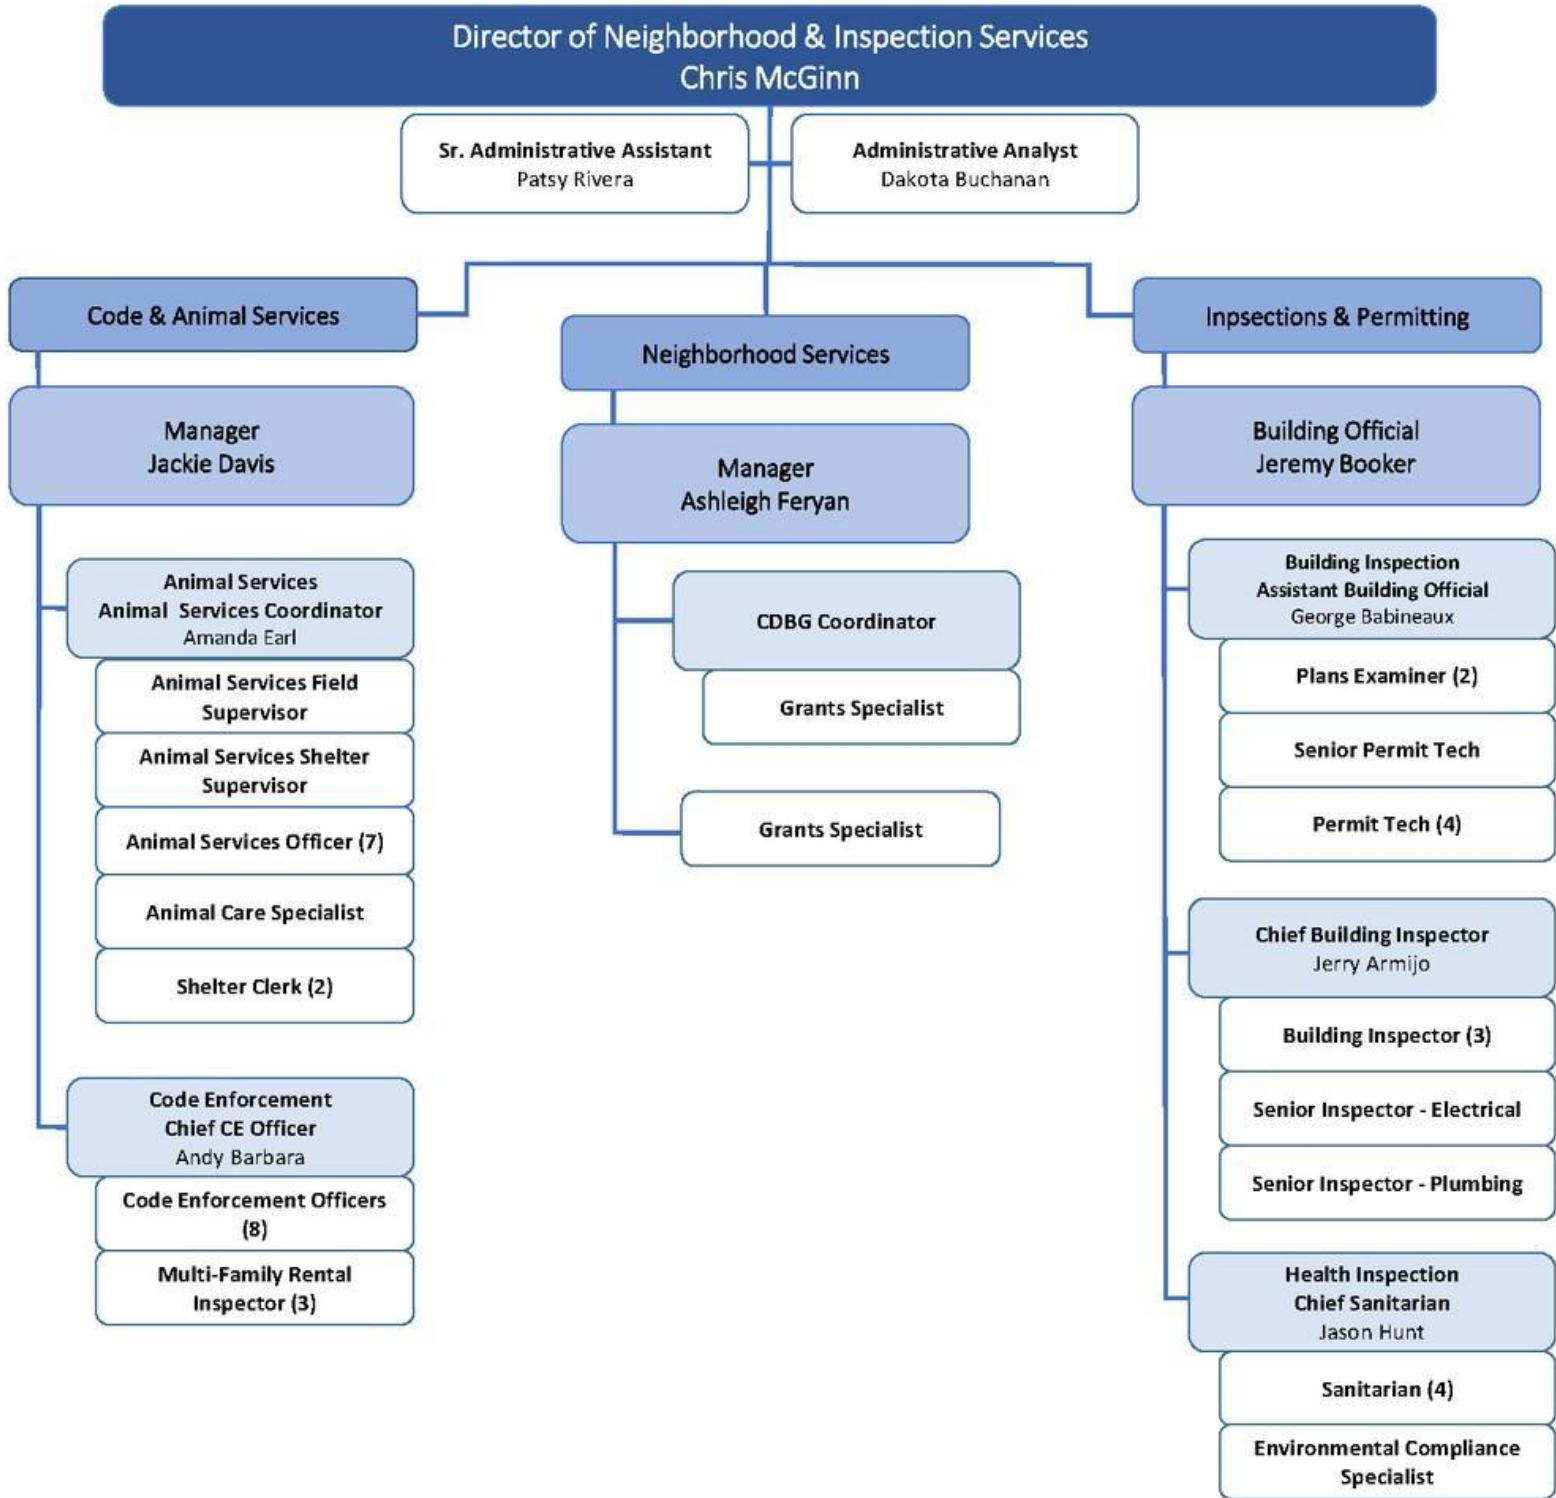 Director of Neighborhood & Inspection Services
Chris McGinn
Sr. Administrative Assistant
Patsy Rivera
Administrative Analyst
Dakota Buchanan
Code & Animal Services
Manager
Jackie Davis
Animal Services
Animal Services Coordinator
Amanda Earl
Animal Services Field
Supervisor
Animal Services Shelter
Supervisor
Animal Services Officer (7)
Animal Care Specialist
Shelter Clerk (2)
Code Enforcement
Chief CE Officer
Andy Barbara
Code Enforcement Officers
(8)
Multi-Family Rental
Inspector (3)
Neighborhood Services
Manager
Ashleigh Feryan
CDBG Coordinator
Grants Specialist
Grants Specialist
Inpsections & Permitting
Building Official
Jeremy Booker
Building Inspection
Assistant Building Official
George Babineaux
Plans Examiner (2)
Senior Permit Tech
Permit Tech (4)
Chief Building Inspector
Jerry Armijo
Building Inspector (3)
Senior Inspector - Electrical
Senior Inspector - Plumbing
Health Inspection
Chief Sanitarian
Jason Hunt
Sanitarian (4)
Environmental Compliance
Specialist